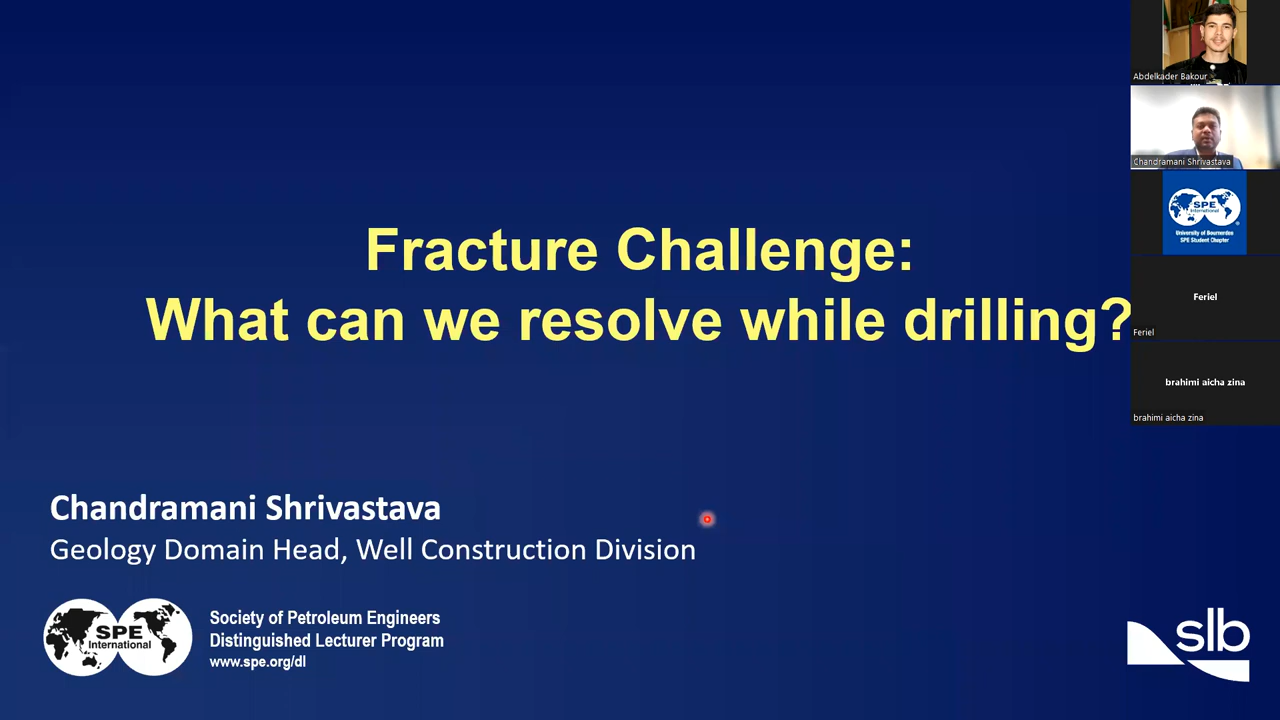 Fracture Challenge:
What can we resolve while drilling?
Chandramani Shrivastava
Geology Domain Head, Well Construction Division
SPE
International
Society of Petroleum Engineers
Distinguished Lecturer Program
www.spe.org/dl
slb
Abdelkader Bakour
Chandramani Shrivastava
SPE
International
University of Boumerdes
SPE Student Chapter
Feriel
Feriel
brahimi aicha zina
brahimi aicha zina